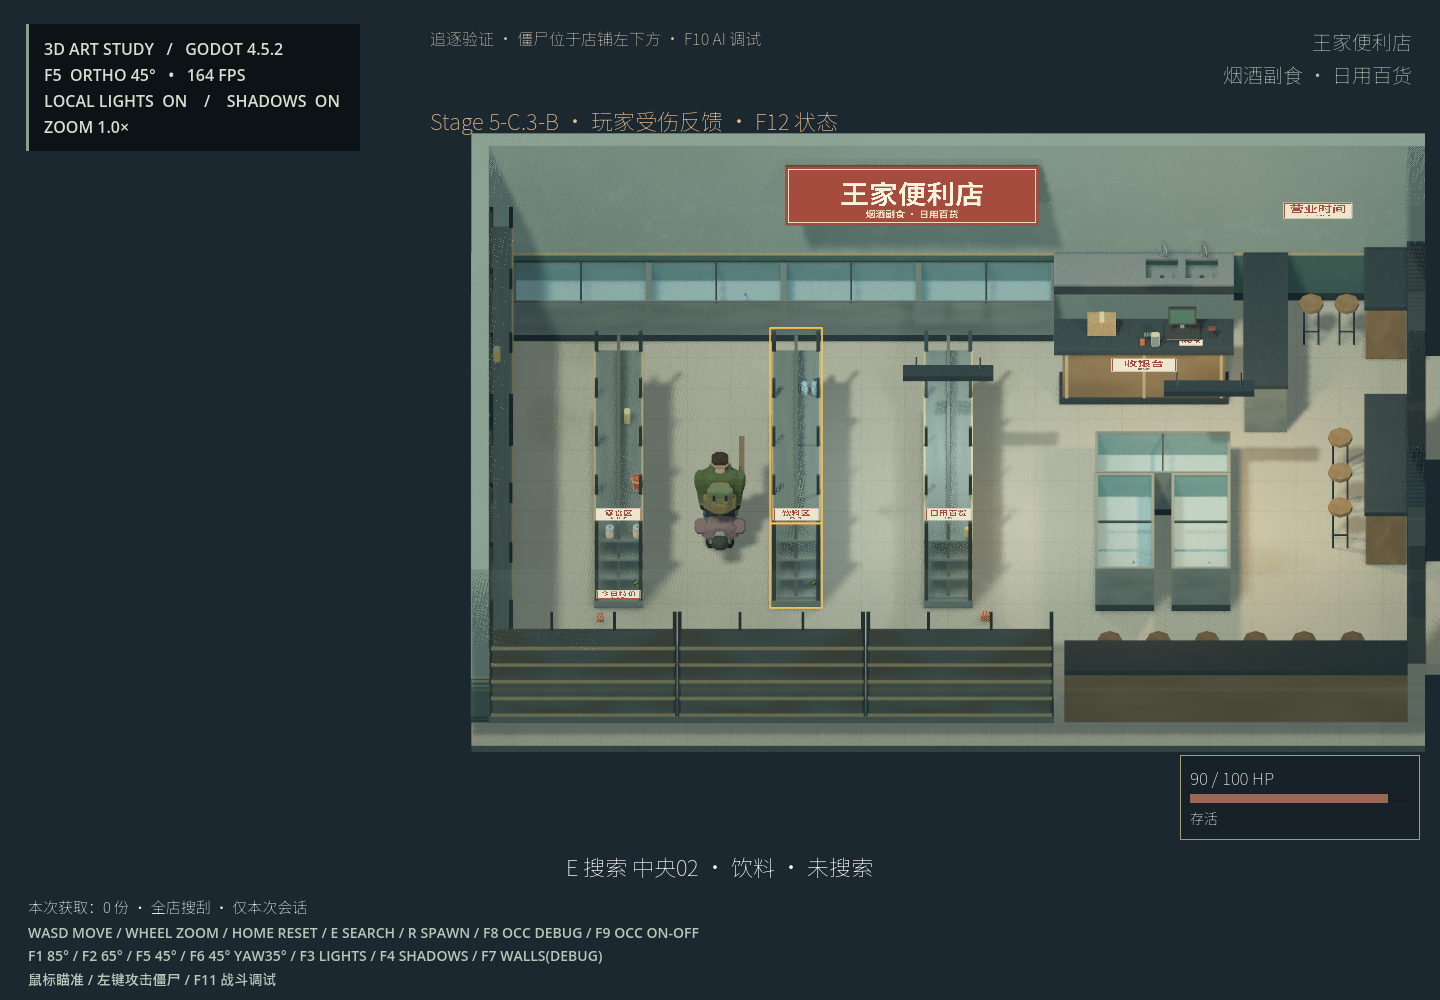 3D ART STUDY / GODOT 4.5.2
F5 ORTHO 45° • 164 FPS
LOCAL LIGHTS ON / SHADOWS ON
ZOOM 1.0×
追逐验证 · 僵尸位于店铺左下方 · F10 AI 调试
王家便利店
烟酒副食 · 日用百货
Stage 5-C.3-B · 玩家受伤反馈 · F12 状态
王家便利店
烟酒副食 · 日用百货
营业时间
收银台
零食区
饮料区
日用百货
今日特价
90 / 100 HP
存活
E 搜索 中央02 · 饮料 · 未搜索
本次获取：0 份 · 全店搜刮 · 仅本次会话
WASD MOVE / WHEEL ZOOM / HOME RESET / E SEARCH / R SPAWN / F8 OCC DEBUG / F9 OCC ON-OFF
F1 85° / F2 65° / F5 45° / F6 45° YAW35° / F3 LIGHTS / F4 SHADOWS / F7 WALLS(DEBUG)
鼠标瞄准 / 左键攻击僵尸 / F11 战斗调试